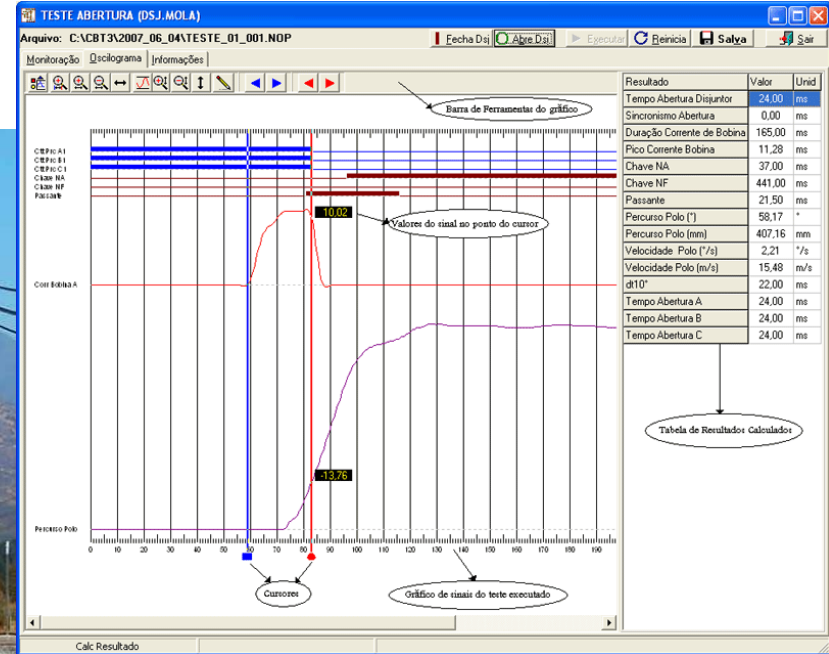 TESTE ABERTURA (DSJ.MOLA)
Arquivo: C:\CBT3\2007_06_04\TESTE_01_001.NOP
Fecha Dsj Abre Dsj Executar Reinicia Salva Sair
Monitoração Oscilograma Informações
Barra de Ferramentas do gráfico
CttPrc A1
CttPrc B1
CttPrc C1
Chave NA
Chave NF
Passante
10,02
Valores do sinal no ponto do cursor
Corr Bobina A
-13,76
Percurso Polo
0 10 20 30 40 50 60 70 80 90 100 110 120 130 140 150 160 170 180 190
Cursores
Gráfico de sinais do teste executado
Resultado Valor Unid
Tempo Abertura Disjuntor 24,00 ms
Sincronismo Abertura 0,00 ms
Duração Corrente de Bobina 165,00 ms
Pico Corrente Bobina 11,28 ms
Chave NA 37,00 ms
Chave NF 441,00 ms
Passante 21,50 ms
Percurso Polo (°) 58,17 °
Percurso Polo (mm) 407,16 mm
Velocidade Polo (°/s) 2,21 °/s
Velocidade Polo (m/s) 15,48 m/s
dt10° 22,00 ms
Tempo Abertura A 24,00 ms
Tempo Abertura B 24,00 ms
Tempo Abertura C 24,00 ms
Tabela de Resultados Calculados
Calc Resultado